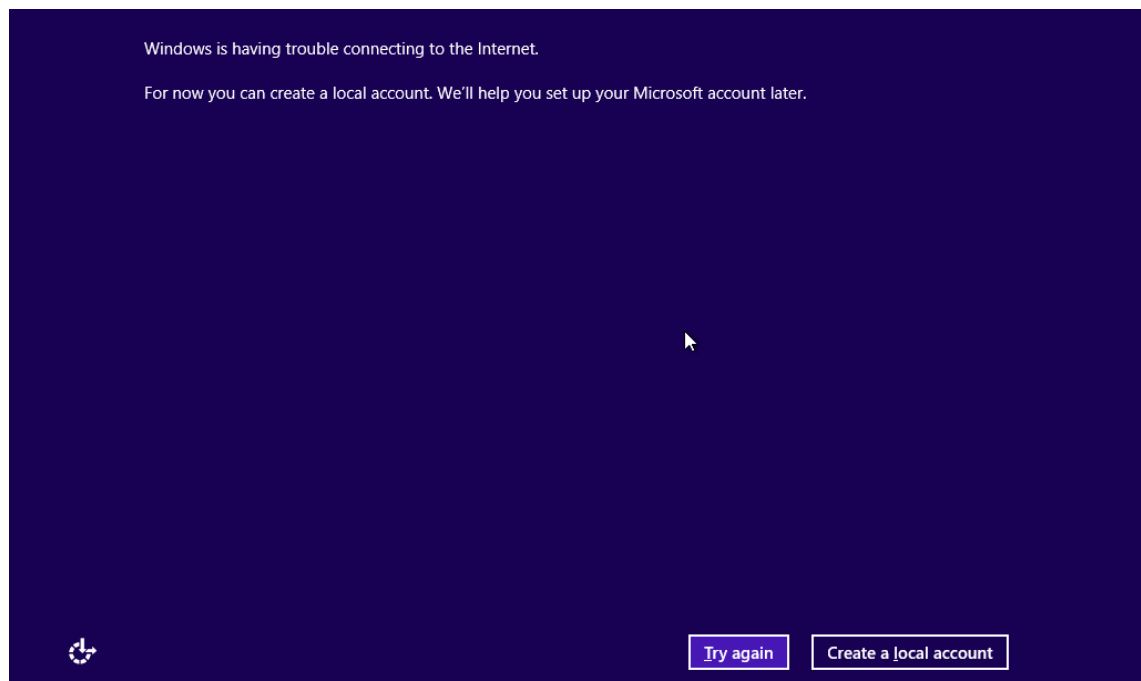 Windows is having trouble connecting to the Internet.
For now you can create a local account. We'll help you set up your Microsoft account later.
Try again
Create a local account